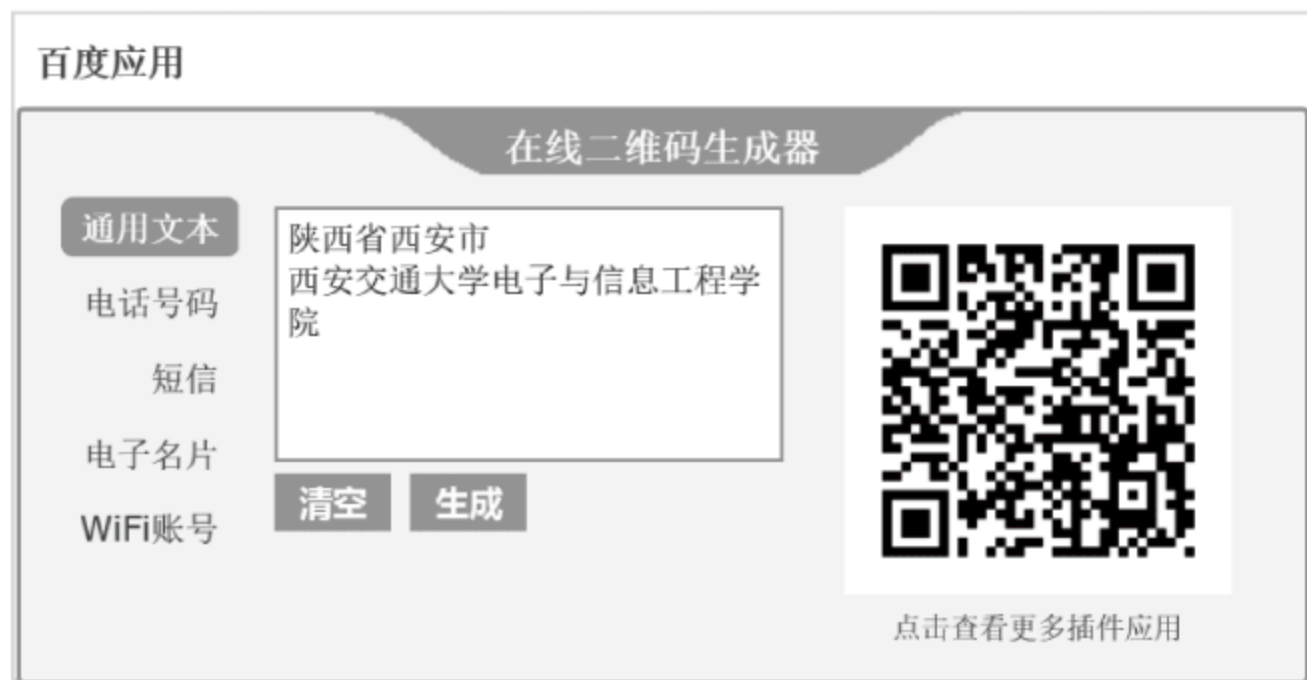 百度应用
在线二维码生成器
通用文本
电话号码
短信
电子名片
WiFi账号
陕西省西安市
西安交通大学电子与信息工程学
院
清空
生成
点击查看更多插件应用